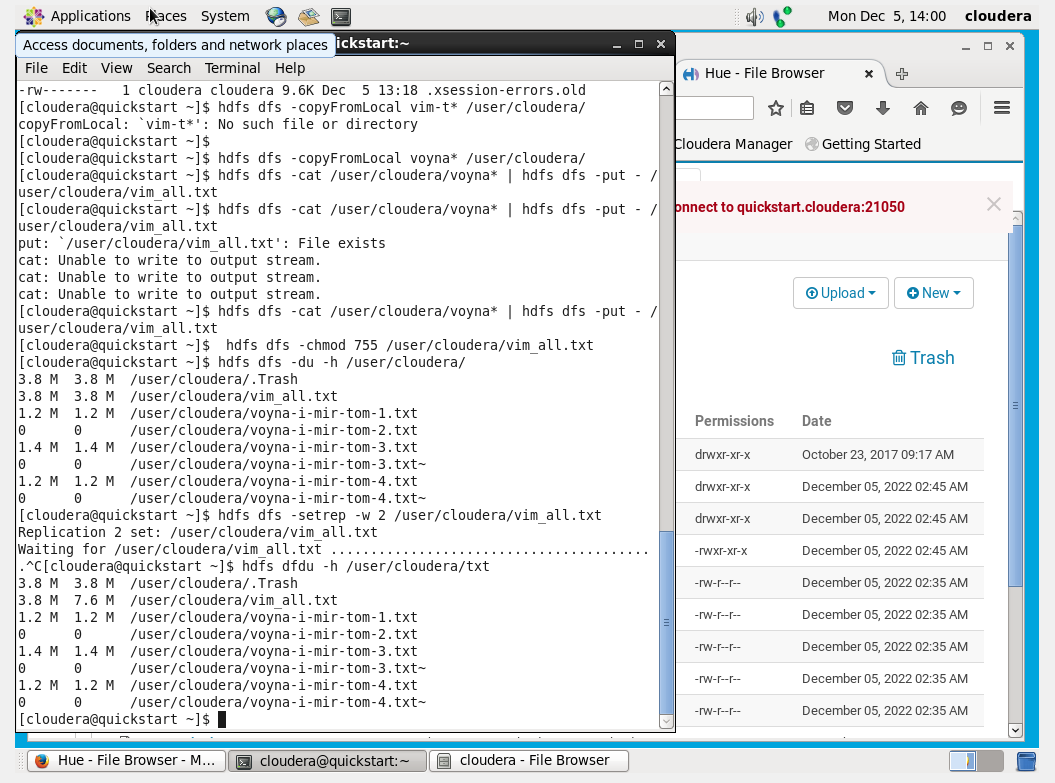 Applications Places System Mon Dec 5, 14:00 cloudera
Access documents, folders and network places
quickstart:~
File Edit View Search Terminal Help
-rw------- 1 cloudera cloudera 9.6K Dec 5 13:18 .xsession-errors.old
[cloudera@quickstart ~]$ hdfs dfs -copyFromLocal vim-t* /user/cloudera/
copyFromLocal: `vim-t*': No such file or directory
[cloudera@quickstart ~]$
[cloudera@quickstart ~]$ hdfs dfs -copyFromLocal voyna* /user/cloudera/
[cloudera@quickstart ~]$ hdfs dfs -cat /user/cloudera/voyna* | hdfs dfs -put - /
user/cloudera/vim_all.txt
[cloudera@quickstart ~]$ hdfs dfs -cat /user/cloudera/voyna* | hdfs dfs -put - /
user/cloudera/vim_all.txt
put: `/user/cloudera/vim_all.txt': File exists
cat: Unable to write to output stream.
cat: Unable to write to output stream.
cat: Unable to write to output stream.
[cloudera@quickstart ~]$ hdfs dfs -cat /user/cloudera/voyna* | hdfs dfs -put - /
user/cloudera/vim_all.txt
[cloudera@quickstart ~]$  hdfs dfs -chmod 755 /user/cloudera/vim_all.txt
[cloudera@quickstart ~]$ hdfs dfs -du -h /user/cloudera/
3.8 M  3.8 M  /user/cloudera/.Trash
3.8 M  3.8 M  /user/cloudera/vim_all.txt
1.2 M  1.2 M  /user/cloudera/voyna-i-mir-tom-1.txt
0      0      /user/cloudera/voyna-i-mir-tom-2.txt
1.4 M  1.4 M  /user/cloudera/voyna-i-mir-tom-3.txt
0      0      /user/cloudera/voyna-i-mir-tom-3.txt~
1.2 M  1.2 M  /user/cloudera/voyna-i-mir-tom-4.txt
0      0      /user/cloudera/voyna-i-mir-tom-4.txt~
[cloudera@quickstart ~]$ hdfs dfs -setrep -w 2 /user/cloudera/vim_all.txt
Replication 2 set: /user/cloudera/vim_all.txt
Waiting for /user/cloudera/vim_all.txt ........................................
.^C[cloudera@quickstart ~]$ hdfs dfdu -h /user/cloudera/txt
3.8 M  3.8 M  /user/cloudera/.Trash
3.8 M  7.6 M  /user/cloudera/vim_all.txt
1.2 M  1.2 M  /user/cloudera/voyna-i-mir-tom-1.txt
0      0      /user/cloudera/voyna-i-mir-tom-2.txt
1.4 M  1.4 M  /user/cloudera/voyna-i-mir-tom-3.txt
0      0      /user/cloudera/voyna-i-mir-tom-3.txt~
1.2 M  1.2 M  /user/cloudera/voyna-i-mir-tom-4.txt
0      0      /user/cloudera/voyna-i-mir-tom-4.txt~
[cloudera@quickstart ~]$
Hue - File Browser
Cloudera Manager Getting Started
onnect to quickstart.cloudera:21050
Upload New
Trash
Permissions Date
drwxr-xr-x October 23, 2017 09:17 AM
drwxr-xr-x December 05, 2022 02:45 AM
drwxr-xr-x December 05, 2022 02:45 AM
-rwxr-xr-x December 05, 2022 02:45 AM
-rw-r--r-- December 05, 2022 02:35 AM
-rw-r--r-- December 05, 2022 02:35 AM
-rw-r--r-- December 05, 2022 02:35 AM
-rw-r--r-- December 05, 2022 02:35 AM
-rw-r--r-- December 05, 2022 02:35 AM
Hue - File Browser - M... cloudera@quickstart:~ cloudera - File Browser